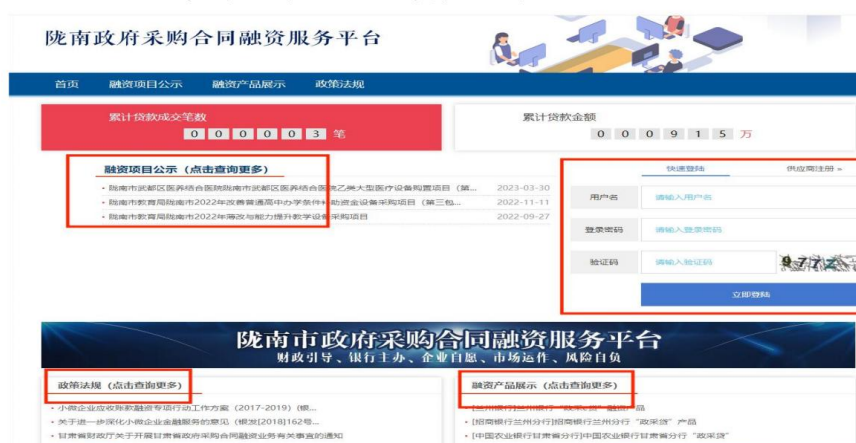 陇南政府采购合同融资服务平台
首页 融资项目公示 融资产品展示 政策法规
累计贷款成交笔数
0 0 0 0 0 3 笔
累计贷款金额
0 0 0 9 1 5 万
融资项目公示（点击查询更多）
• 陇南市武都区医养结合医院陇南市武都区医养结合医院乙类大型医疗设备购置项目（第... 2023-03-30
• 陇南市教育局陇南市2022年改善普通高中办学条件补助资金设备采购项目（第三包... 2022-11-11
• 陇南市教育局陇南市2022年薄改与能力提升教学设备采购项目 2022-09-27
快速登陆 供应商注册 »
用户名 请输入用户名
登录密码 请输入登录密码
验证码 请输入验证码
立即登陆
陇南市政府采购合同融资服务平台
财政引导、银行主办、企业自愿、市场运作、风险自负
政策法规（点击查询更多）
• 小微企业应收账款融资专项行动工作方案（2017-2019）（银...
• 关于进一步深化小微企业金融服务的意见（银发[2018]162号...
• 甘肃省财政厅关于开展甘肃省政府采购合同融资业务有关事宜的通知
融资产品展示（点击查询更多）
• [兰州银行]兰州银行“政采e贷”融资产品
• [招商银行兰州分行]招商银行兰州分行“政采贷”产品
• [中国农业银行甘肃省分行]中国农业银行甘肃省分行“政采贷”